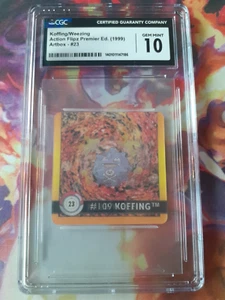 CGC
CERTIFIED GUARANTY COMPANY
Koffing/Weezing
Action Flipz Premier Ed. (1999)
Artbox - #23
GEM MINT
10
23
#109 KOFFING™